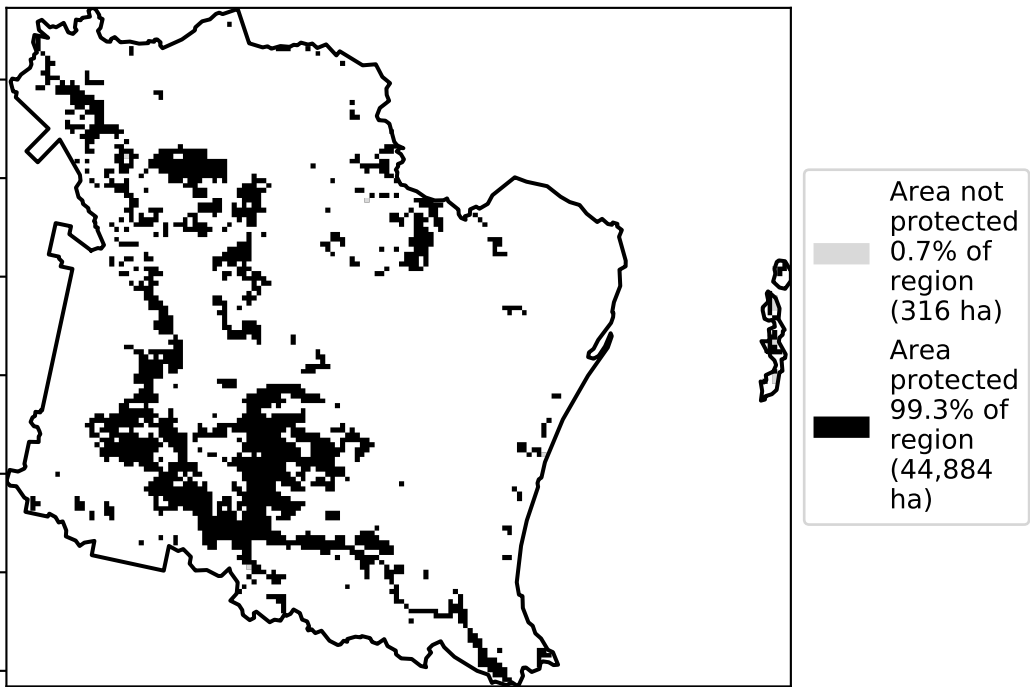 Area not
protected
0.7% of
region
(316 ha)
Area
protected
99.3% of
region
(44,884
ha)